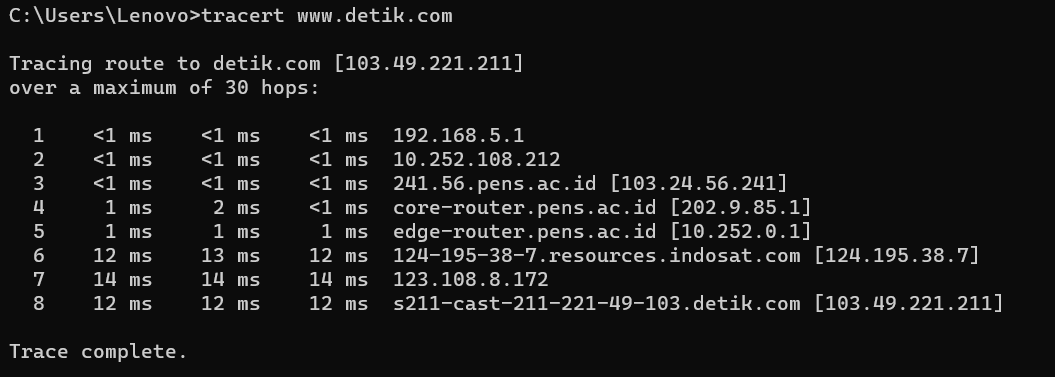 C:\Users\Lenovo>tracert www.detik.com
Tracing route to detik.com [103.49.221.211]
over a maximum of 30 hops:
1 <1 ms <1 ms <1 ms 192.168.5.1
2 <1 ms <1 ms <1 ms 10.252.108.212
3 <1 ms <1 ms <1 ms 241.56.pens.ac.id [103.24.56.241]
4 1 ms 2 ms <1 ms core-router.pens.ac.id [202.9.85.1]
5 1 ms 1 ms 1 ms edge-router.pens.ac.id [10.252.0.1]
6 12 ms 13 ms 12 ms 124-195-38-7.resources.indosat.com [124.195.38.7]
7 14 ms 14 ms 14 ms 123.108.8.172
8 12 ms 12 ms 12 ms s211-cast-211-221-49-103.detik.com [103.49.221.211]
Trace complete.